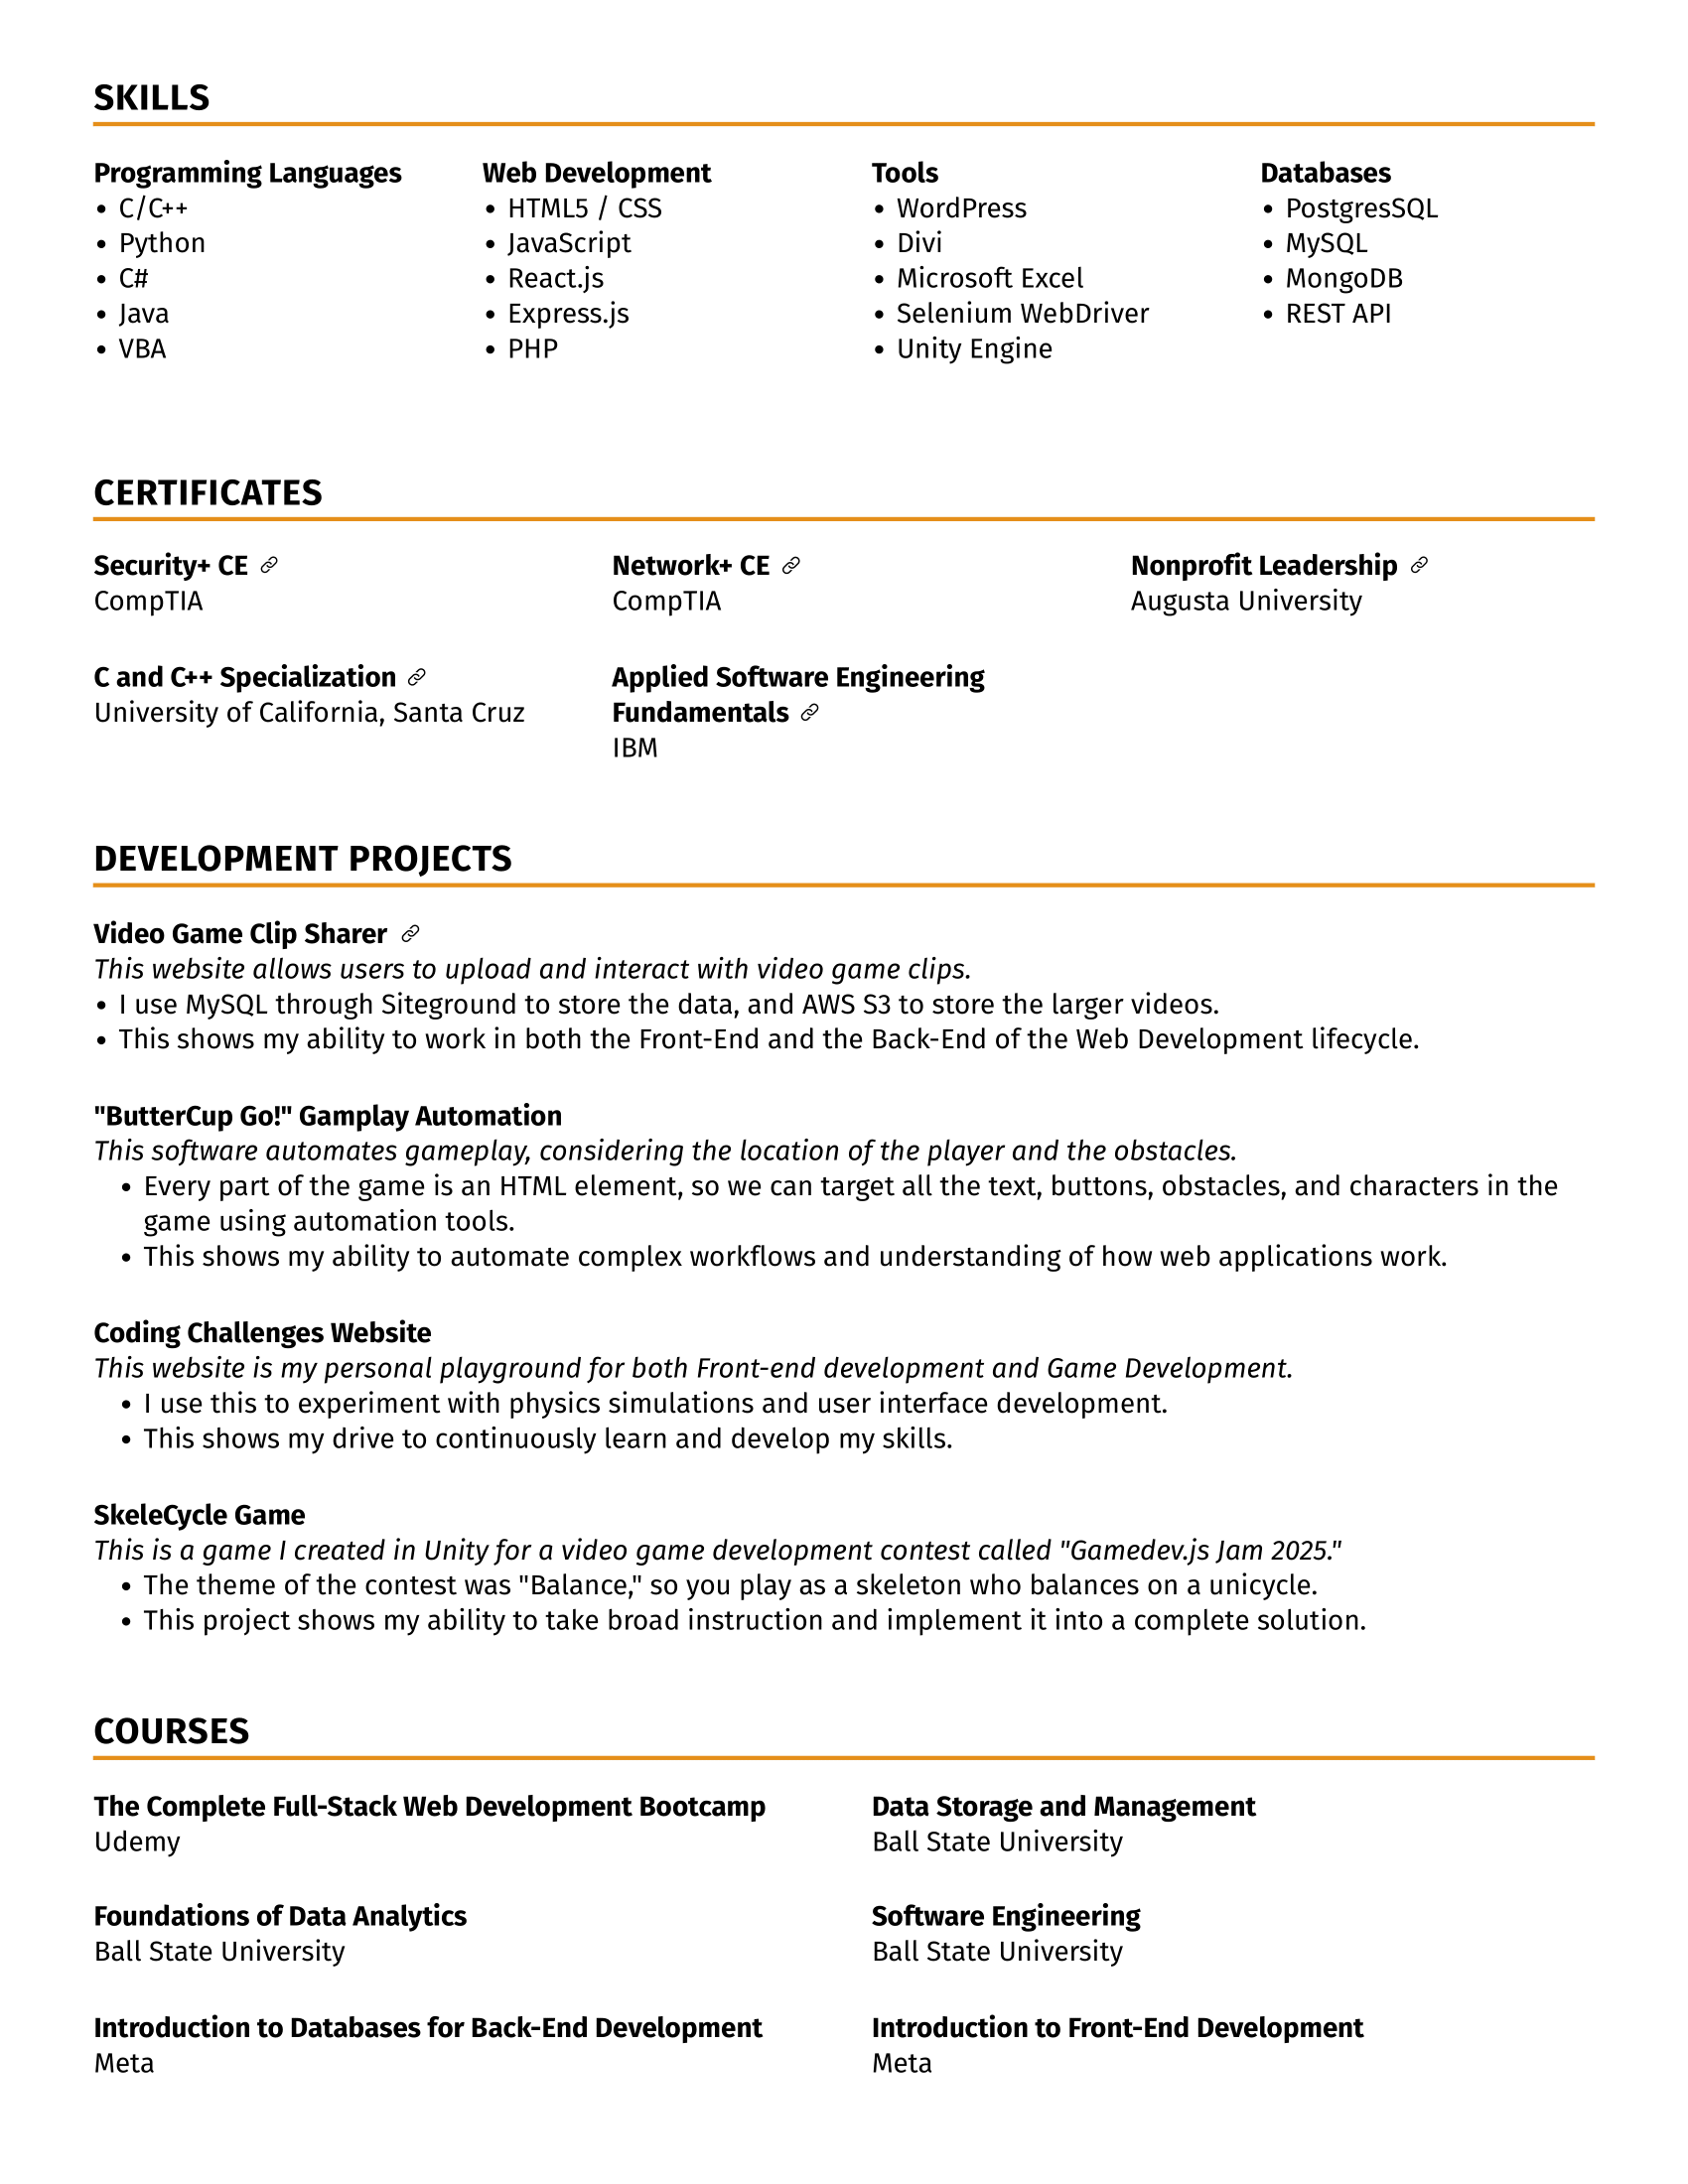 SKILLS
Programming Languages
• C/C++
• Python
• C#
• Java
• VBA
Web Development
• HTML5 / CSS
• JavaScript
• React.js
• Express.js
• PHP
Tools
• WordPress
• Divi
• Microsoft Excel
• Selenium WebDriver
• Unity Engine
Databases
• PostgresSQL
• MySQL
• MongoDB
• REST API
CERTIFICATES
Security+ CE
CompTIA
Network+ CE
CompTIA
Nonprofit Leadership
Augusta University
C and C++ Specialization
University of California, Santa Cruz
Applied Software Engineering
Fundamentals
IBM
DEVELOPMENT PROJECTS
Video Game Clip Sharer
This website allows users to upload and interact with video game clips.
• I use MySQL through Siteground to store the data, and AWS S3 to store the larger videos.
• This shows my ability to work in both the Front-End and the Back-End of the Web Development lifecycle.
"ButterCup Go!" Gamplay Automation
This software automates gameplay, considering the location of the player and the obstacles.
• Every part of the game is an HTML element, so we can target all the text, buttons, obstacles, and characters in the
game using automation tools.
• This shows my ability to automate complex workflows and understanding of how web applications work.
Coding Challenges Website
This website is my personal playground for both Front-end development and Game Development.
• I use this to experiment with physics simulations and user interface development.
• This shows my drive to continuously learn and develop my skills.
SkeleCycle Game
This is a game I created in Unity for a video game development contest called "Gamedev.js Jam 2025."
• The theme of the contest was "Balance," so you play as a skeleton who balances on a unicycle.
• This project shows my ability to take broad instruction and implement it into a complete solution.
COURSES
The Complete Full-Stack Web Development Bootcamp
Udemy
Data Storage and Management
Ball State University
Foundations of Data Analytics
Ball State University
Software Engineering
Ball State University
Introduction to Databases for Back-End Development
Meta
Introduction to Front-End Development
Meta